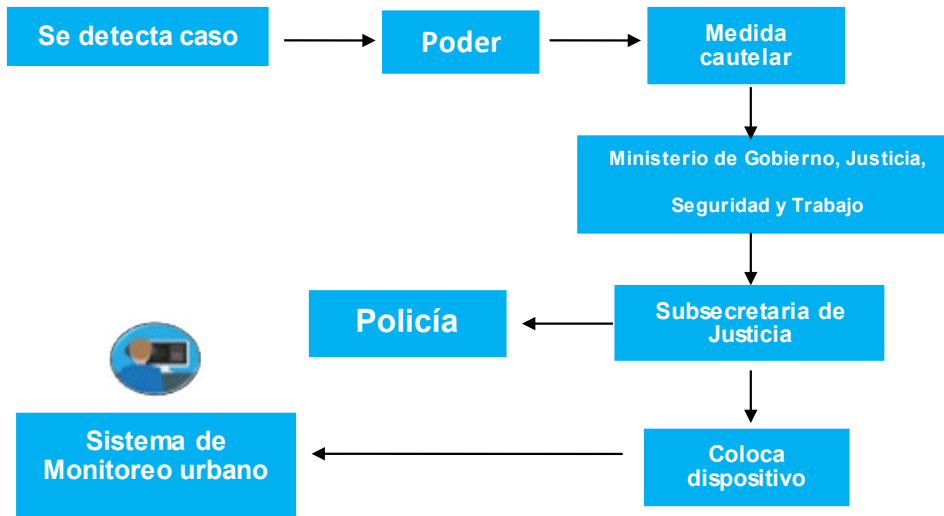 Se detecta caso
Poder
Medida
cautelar
Ministerio de Gobierno, Justicia,
Seguridad y Trabajo
Subsecretaria de
Justicia
Policía
Coloca
dispositivo
Sistema de
Monitoreo urbano